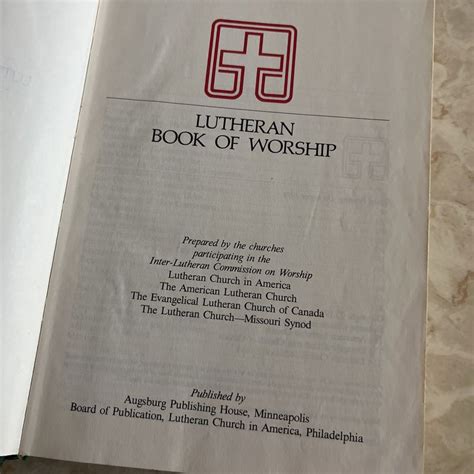 LUTHERAN
BOOK OF WORSHIP
Prepared by the churches
participating in the
Inter-Lutheran Commission on Worship
Lutheran Church in America
The American Lutheran Church
The Evangelical Lutheran Church of Canada
The Lutheran Church—Missouri Synod
Published by
Augsburg Publishing House, Minneapolis
Board of Publication, Lutheran Church in America, Philadelphia